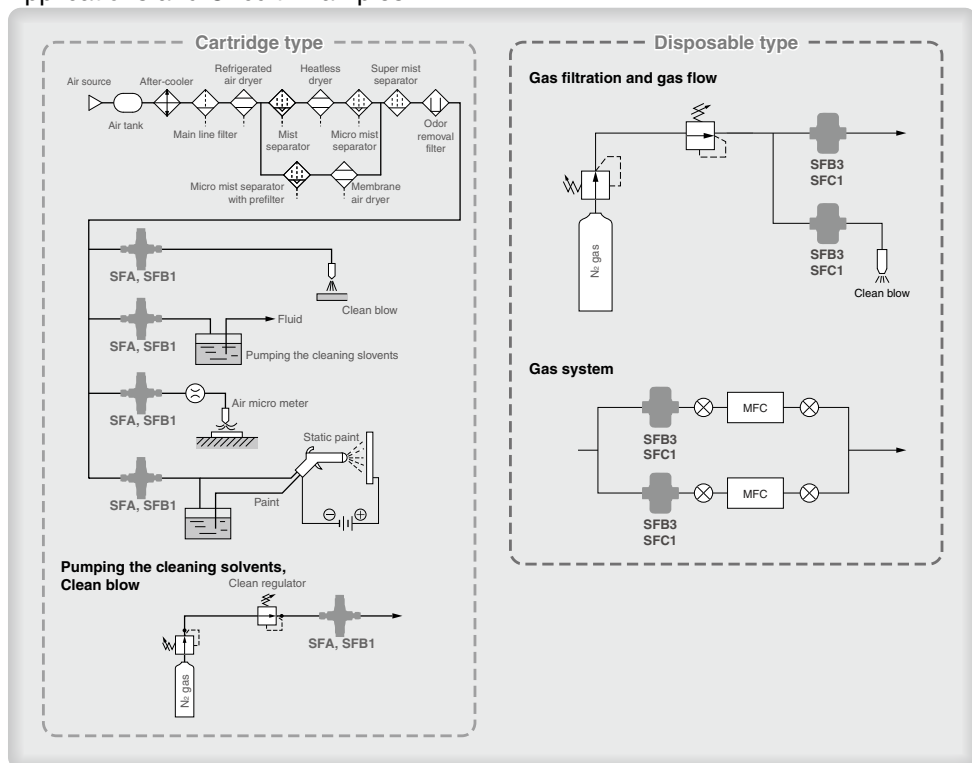 Cartridge type
Air source
After-cooler
Refrigerated
air dryer
Heatless
dryer
Super mist
separator
Air tank
Main line filter
Mist
separator
Micro mist
separator
Odor
removal
filter
Micro mist separator
with prefilter
Membrane
air dryer
SFA, SFB1
Clean blow
SFA, SFB1
Fluid
Pumping the cleaning slovents
SFA, SFB1
Air micro meter
SFA, SFB1
Static paint
Paint
Pumping the cleaning solvents,
Clean blow
Clean regulator
N2 gas
SFA, SFB1
Disposable type
Gas filtration and gas flow
N2 gas
SFB3
SFC1
SFB3
SFC1
Clean blow
Gas system
SFB3
SFC1
MFC
SFB3
SFC1
MFC